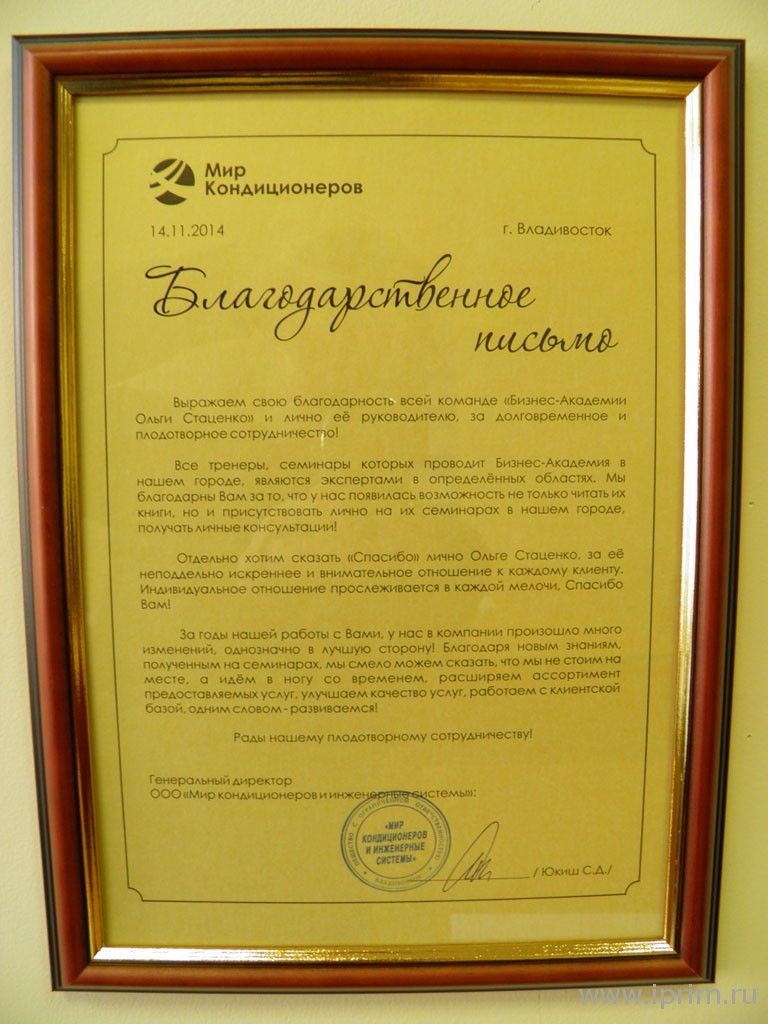 Мир
Кондиционеров
14.11.2014
г. Владивосток
Благодарственное
письмо
Выражаем свою благодарность всей команде «Бизнес-Академии
Ольги Стаценко» и лично её руководителю, за долговременное и
плодотворное сотрудничество!
Все тренеры, семинары которых проводит Бизнес-Академия в
нашем городе, являются экспертами в определённых областях. Мы
благодарны Вам за то, что у нас появилась возможность не только читать их
книги, но и присутствовать лично на их семинарах в нашем городе,
получать личные консультации!
Отдельно хотим сказать «Спасибо» лично Ольге Стаценко, за её
неподдельно искреннее и внимательное отношение к каждому клиенту.
Индивидуальное отношение прослеживается в каждой мелочи, Спасибо
Вам!
За годы нашей работы с Вами, у нас в компании произошло много
изменений, однозначно в лучшую сторону! Благодаря новым знаниям,
полученным на семинарах, мы смело можем сказать, что мы не стоим на
месте, а идём в ногу со временем, расширяем ассортимент
предоставляемых услуг, улучшаем качество услуг, работаем с клиентской
базой, одним словом - развиваемся!
Рады нашему плодотворному сотрудничеству!
Генеральный директор
ООО «Мир кондиционеров и инженерные системы»:
ОБЩЕСТВО С ОГРАНИЧЕННОЙ ОТВЕТСТВЕННОСТЬЮ
«МИР
КОНДИЦИОНЕРОВ
И ИНЖЕНЕРНЫЕ
СИСТЕМЫ»
ВЛАДИВОСТОК
/ Юкиш С.Д./
www.iprim.ru